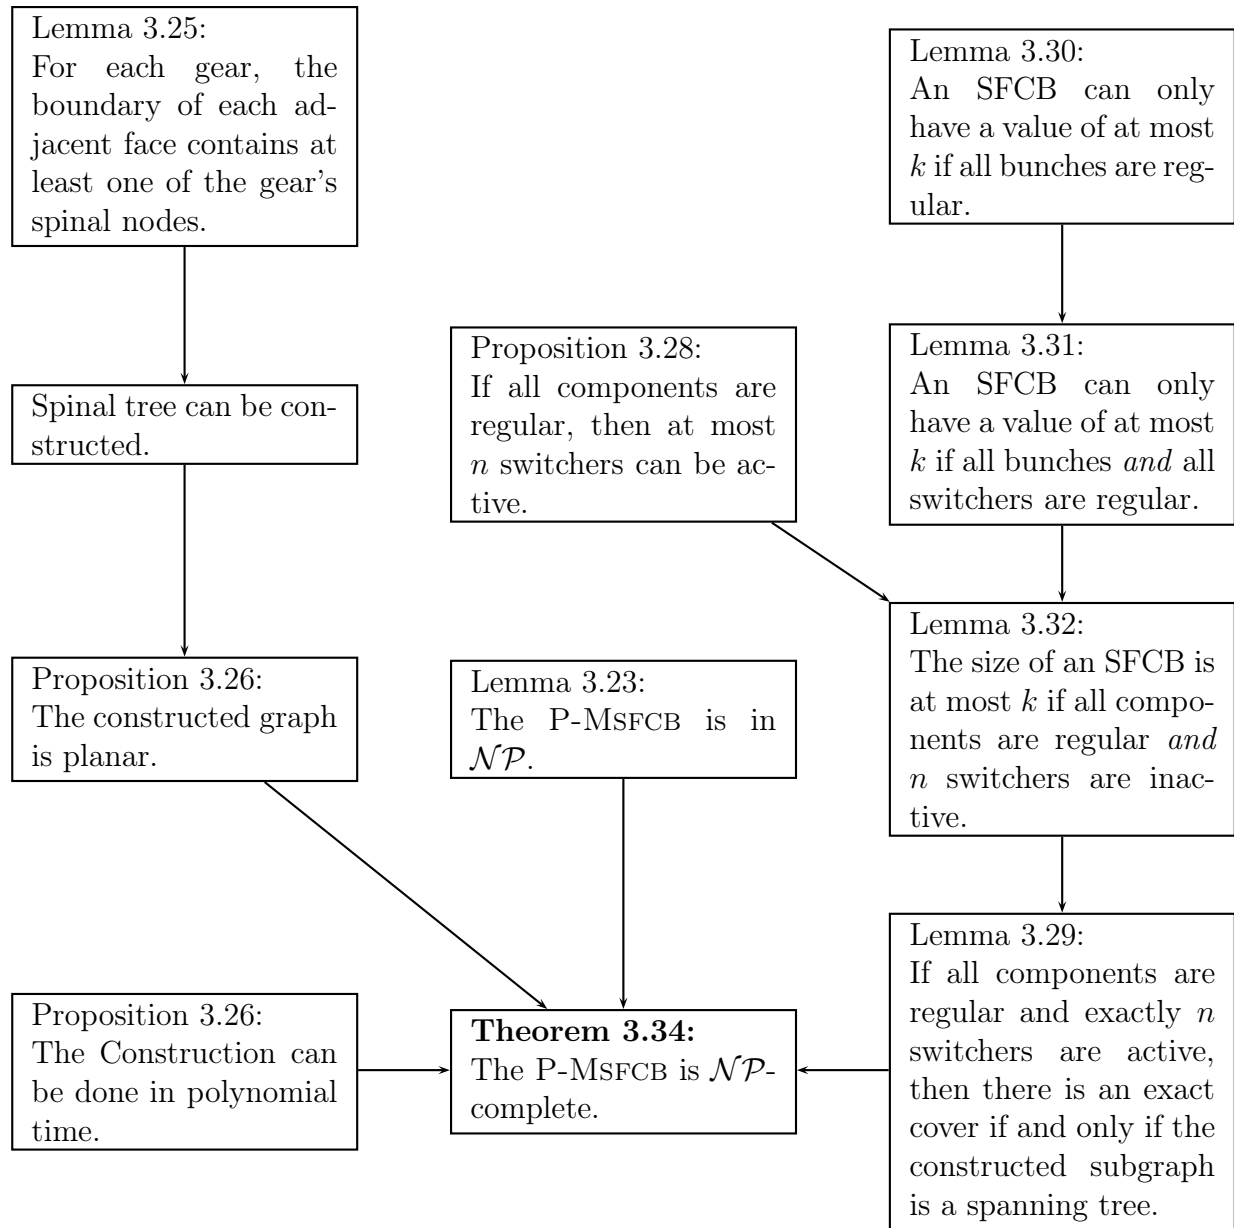 Lemma 3.25:
For each gear, the
boundary of each ad-
jacent face contains at
least one of the gear's
spinal nodes.
Lemma 3.30:
An SFCB can only
have a value of at most
k if all bunches are reg-
ular.
Spinal tree can be con-
structed.
Proposition 3.28:
If all components are
regular, then at most
n switchers can be ac-
tive.
Lemma 3.31:
An SFCB can only
have a value of at most
k if all bunches and all
switchers are regular.
Proposition 3.26:
The constructed graph
is planar.
Lemma 3.23:
The P-MSFCB is in
𝒩𝒫.
Lemma 3.32:
The size of an SFCB is
at most k if all compo-
nents are regular and
n switchers are inac-
tive.
Proposition 3.26:
The Construction can
be done in polynomial
time.
Theorem 3.34:
The P-MSFCB is 𝒩𝒫-
complete.
Lemma 3.29:
If all components are
regular and exactly n
switchers are active,
then there is an exact
cover if and only if the
constructed subgraph
is a spanning tree.